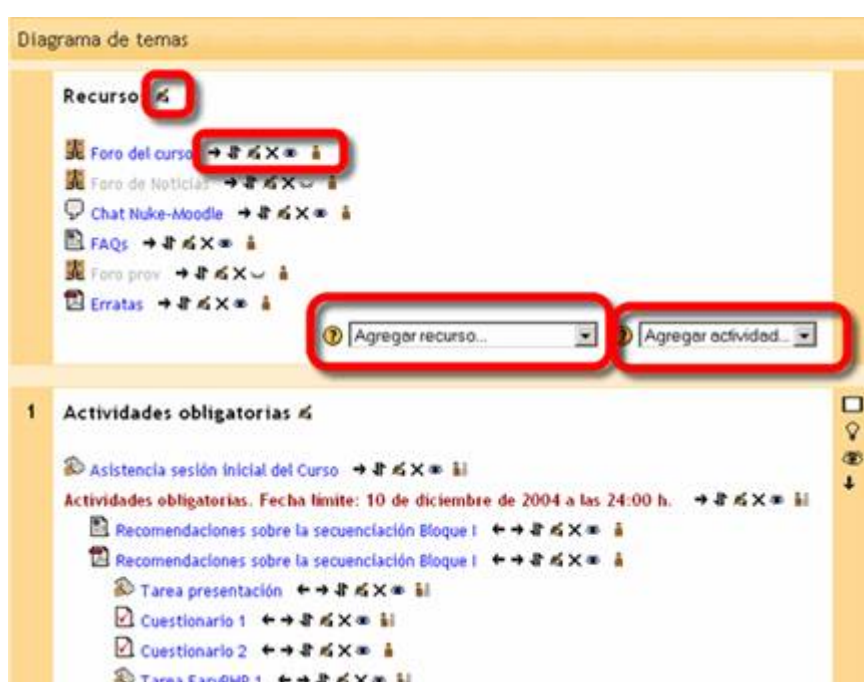 Diagrama de temas
Recurso
Foro del curso
Foro de Noticias
Chat Nuke-Moodle
FAQs
Foro prov
Erratas
Agregar recurso... Agregar actividad...
1 Actividades obligatorias
Asistencia sesión inicial del Curso
Actividades obligatorias. Fecha límite: 10 de diciembre de 2004 a las 24:00 h.
Recomendaciones sobre la secuenciación Bloque I
Recomendaciones sobre la secuenciación Bloque I
Tarea presentación
Cuestionario 1
Cuestionario 2
Tarea EasyPHP 1